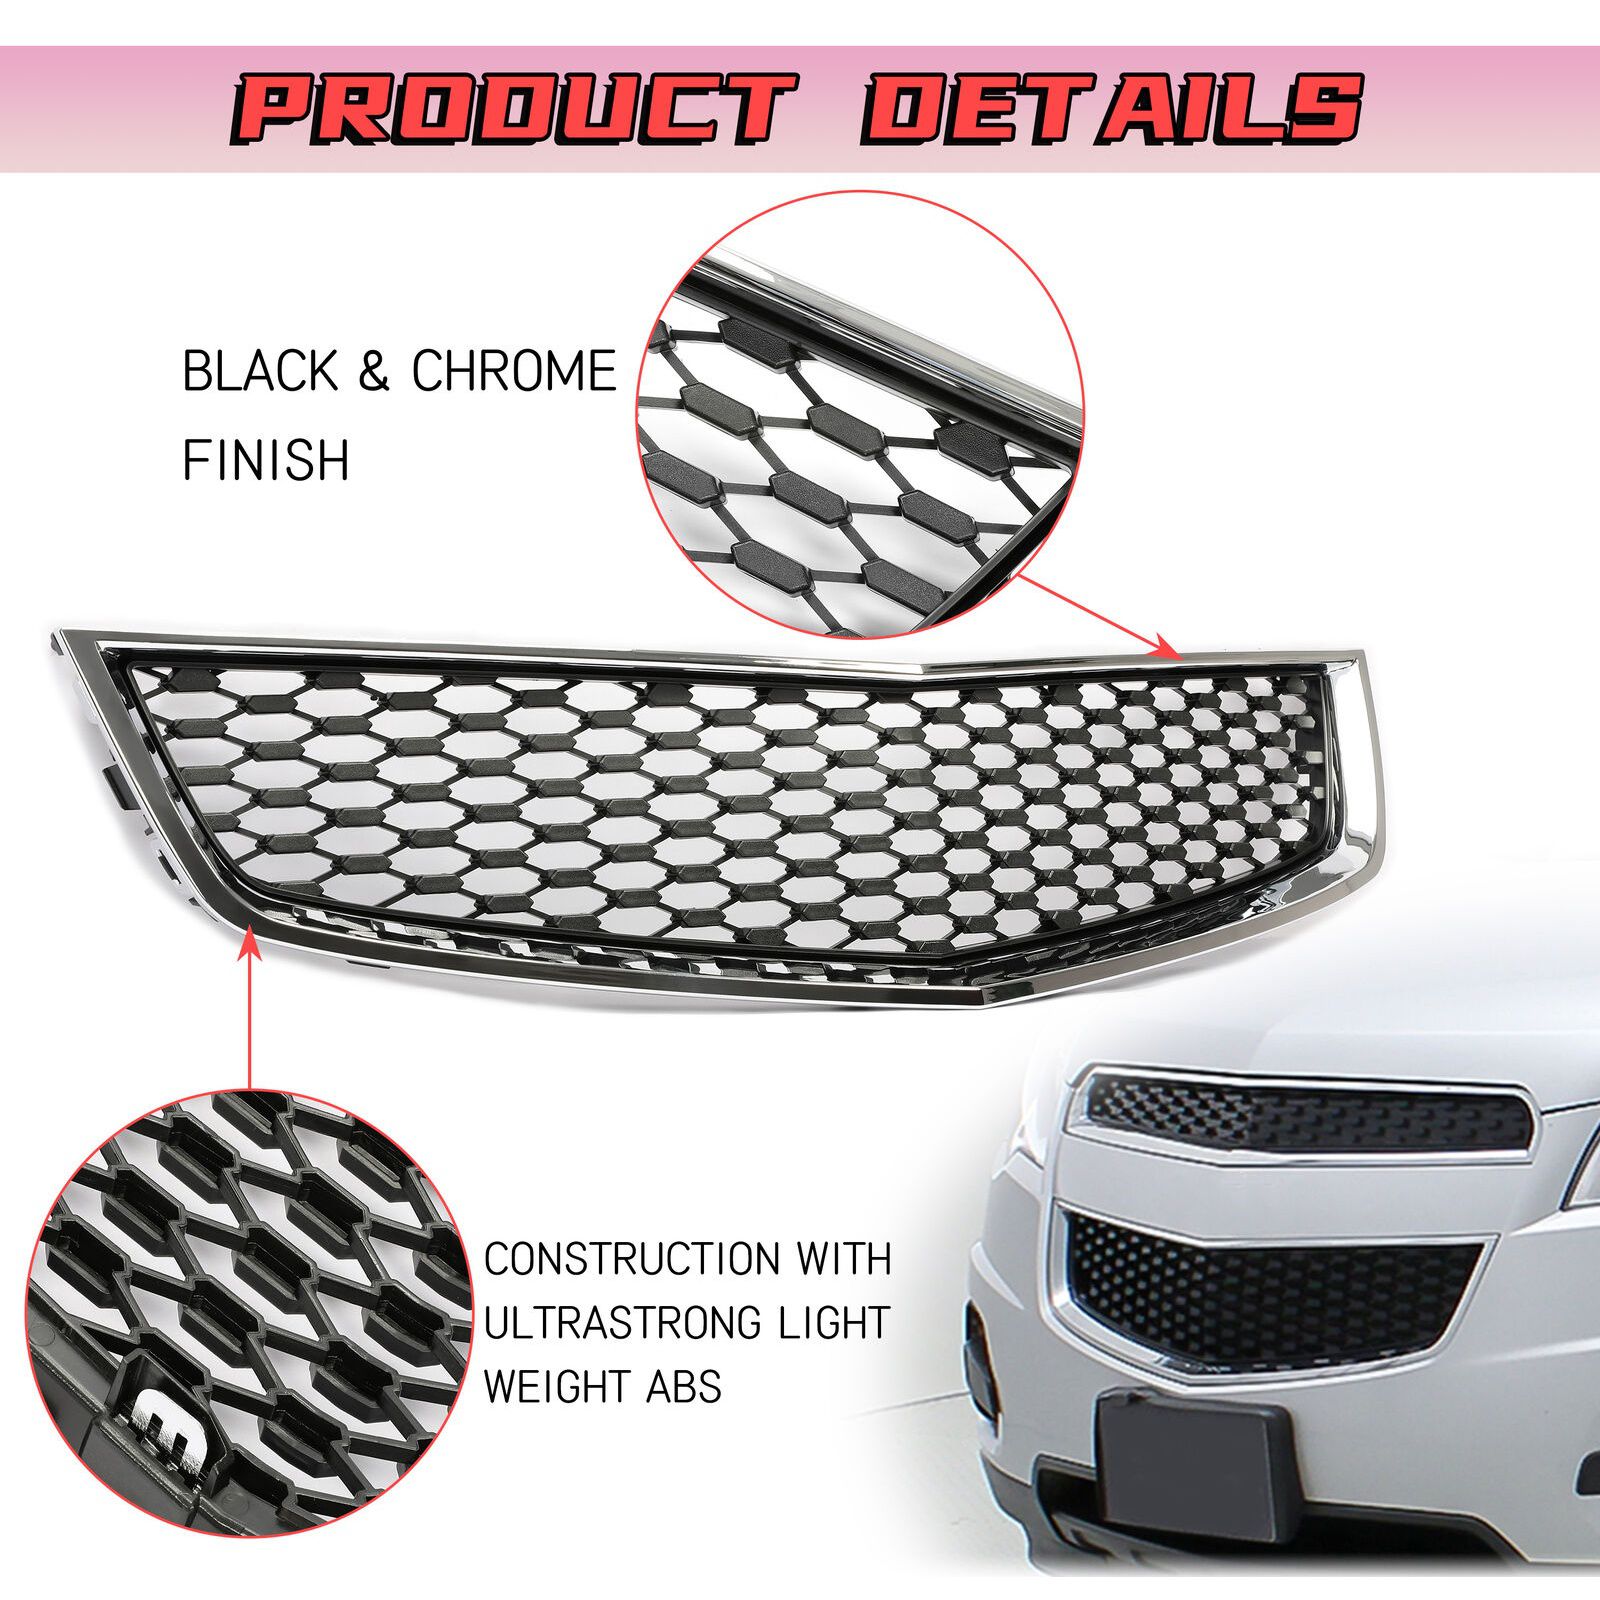 PRODUCT DETAILS
BLACK & CHROME
FINISH
CONSTRUCTION WITH
ULTRASTRONG LIGHT
WEIGHT ABS